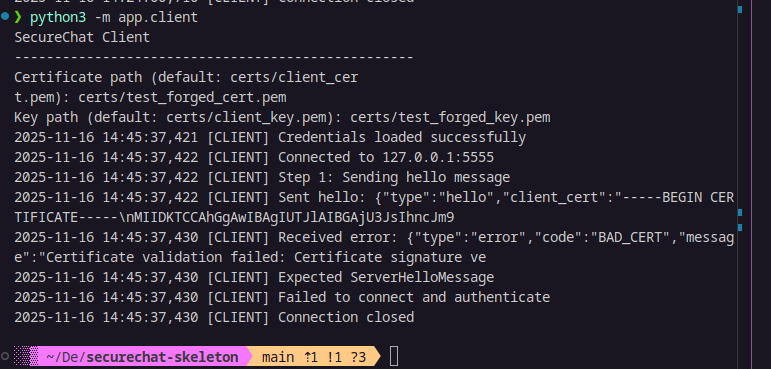 ❯ python3 -m app.client
SecureChat Client
--------------------------------------------------
Certificate path (default: certs/client_cer
t.pem): certs/test_forged_cert.pem
Key path (default: certs/client_key.pem): certs/test_forged_key.pem
2025-11-16 14:45:37,421 [CLIENT] Credentials loaded successfully
2025-11-16 14:45:37,422 [CLIENT] Connected to 127.0.0.1:5555
2025-11-16 14:45:37,422 [CLIENT] Step 1: Sending hello message
2025-11-16 14:45:37,422 [CLIENT] Sent hello: {"type":"hello","client_cert":"-----BEGIN CER
TIFICATE-----\nMIIDKTCCAhGgAwIBAgIUTJlAIBGAjU3JsIhncJm9
2025-11-16 14:45:37,430 [CLIENT] Received error: {"type":"error","code":"BAD_CERT","messag
e":"Certificate validation failed: Certificate signature ve
2025-11-16 14:45:37,430 [CLIENT] Expected ServerHelloMessage
2025-11-16 14:45:37,430 [CLIENT] Failed to connect and authenticate
2025-11-16 14:45:37,430 [CLIENT] Connection closed
~/De/securechat-skeleton main ⇡1 !1 ?3